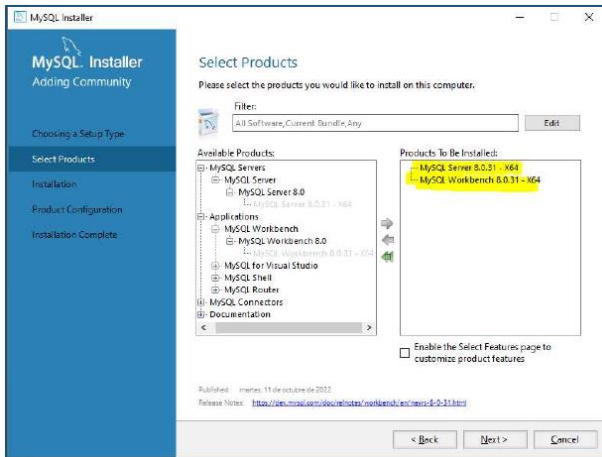 MySQL Installer
MySQL. Installer
Adding Community
Choosing a Setup Type
Select Products
Installation
Product Configuration
Installation Complete
Select Products
Please select the products you would like to install on this computer.
Filter:
All Software,Current Bundle,Any
Edit
Available Products:
MySQL Servers
MySQL Server
MySQL Server 8.0
MySQL Server 8.0.31 - X64
Applications
MySQL Workbench
MySQL Workbench 8.0
MySQL Workbench 8.0.31 - X64
MySQL for Visual Studio
MySQL Shell
MySQL Router
MySQL Connectors
Documentation
Products To Be Installed:
MySQL Server 8.0.31 - X64
MySQL Workbench 8.0.31 - X64
Enable the Select Features page to
customize product features
Published: martes, 11 de octubre de 2022
Release Notes: https://dev.mysql.com/doc/relnotes/workbench/en/news-8-0-31.html
< Back
Next >
Cancel